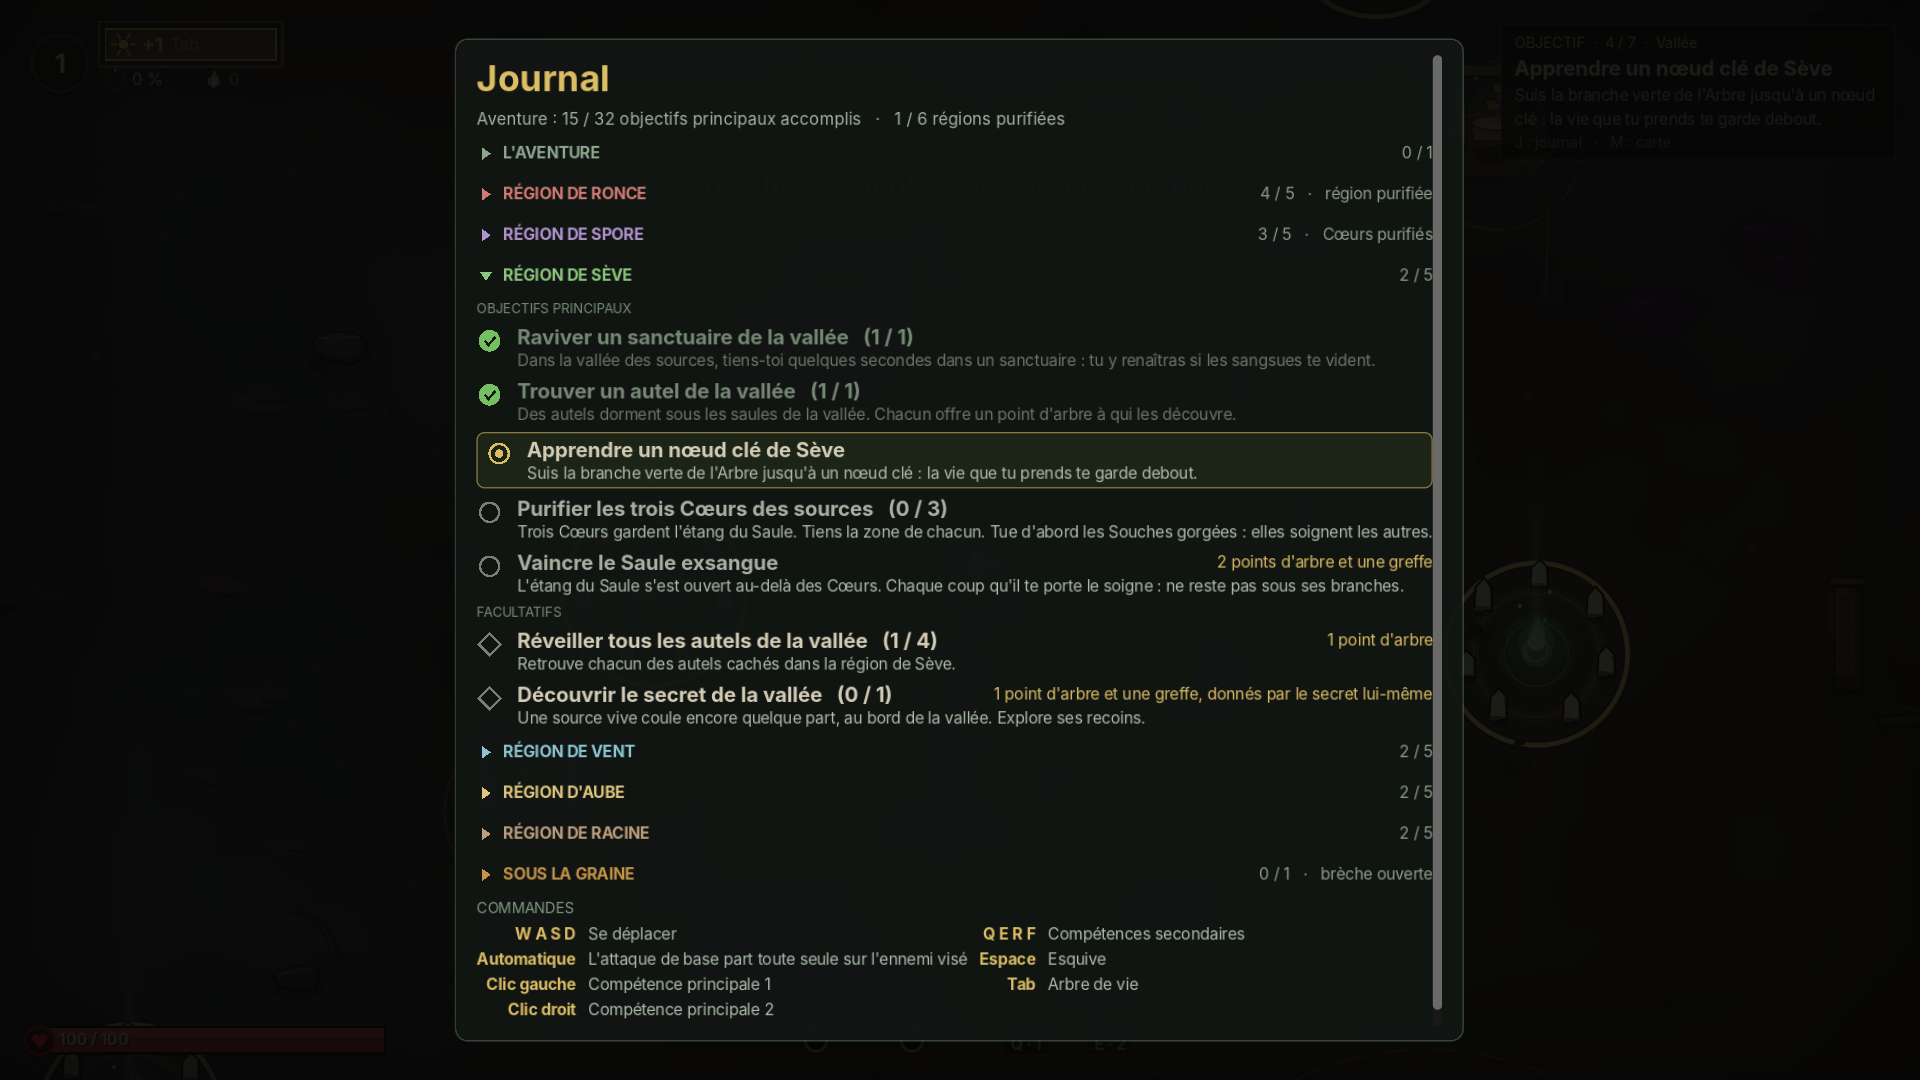 1
+1 Tab
0 %
0
OBJECTIF · 4 / 7 · Vallée
Apprendre un nœud clé de Sève
Suis la branche verte de l'Arbre jusqu'à un nœud
clé : la vie que tu prends te garde debout.
J : journal · M : carte
Journal
Aventure : 15 / 32 objectifs principaux accomplis · 1 / 6 régions purifiées
L'AVENTURE 0 / 1
RÉGION DE RONCE 4 / 5 · région purifiée
RÉGION DE SPORE 3 / 5 · Cœurs purifiés
RÉGION DE SÈVE 2 / 5
OBJECTIFS PRINCIPAUX
Raviver un sanctuaire de la vallée (1 / 1)
Dans la vallée des sources, tiens-toi quelques secondes dans un sanctuaire : tu y renaîtras si les sangsues te vident.
Trouver un autel de la vallée (1 / 1)
Des autels dorment sous les saules de la vallée. Chacun offre un point d'arbre à qui les découvre.
Apprendre un nœud clé de Sève
Suis la branche verte de l'Arbre jusqu'à un nœud clé : la vie que tu prends te garde debout.
Purifier les trois Cœurs des sources (0 / 3)
Trois Cœurs gardent l'étang du Saule. Tiens la zone de chacun. Tue d'abord les Souches gorgées : elles soignent les autres.
Vaincre le Saule exsangue 2 points d'arbre et une greffe
L'étang du Saule s'est ouvert au-delà des Cœurs. Chaque coup qu'il te porte le soigne : ne reste pas sous ses branches.
FACULTATIFS
Réveiller tous les autels de la vallée (1 / 4) 1 point d'arbre
Retrouve chacun des autels cachés dans la région de Sève.
Découvrir le secret de la vallée (0 / 1) 1 point d'arbre et une greffe, donnés par le secret lui-même
Une source vive coule encore quelque part, au bord de la vallée. Explore ses recoins.
RÉGION DE VENT 2 / 5
RÉGION D'AUBE 2 / 5
RÉGION DE RACINE 2 / 5
SOUS LA GRAINE 0 / 1 · brèche ouverte
COMMANDES
W A S D Se déplacer Q E R F Compétences secondaires
Automatique L'attaque de base part toute seule sur l'ennemi visé Espace Esquive
Clic gauche Compétence principale 1 Tab Arbre de vie
Clic droit Compétence principale 2
100 / 100
Q · 1 E · 2